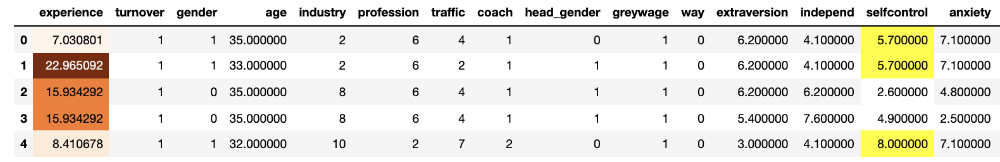 experience turnover gender age industry profession traffic coach head_gender greywage way extraversion independ selfcontrol anxiety
0 7.030801 1 1 35.000000 2 6 4 1 0 1 0 6.200000 4.100000 5.700000 7.100000
1 22.965092 1 1 33.000000 2 6 2 1 1 1 0 6.200000 4.100000 5.700000 7.100000
2 15.934292 1 0 35.000000 8 6 4 1 1 1 0 6.200000 6.200000 2.600000 4.800000
3 15.934292 1 0 35.000000 8 6 4 1 1 1 0 5.400000 7.600000 4.900000 2.500000
4 8.410678 1 1 32.000000 10 2 7 2 0 1 0 3.000000 4.100000 8.000000 7.100000